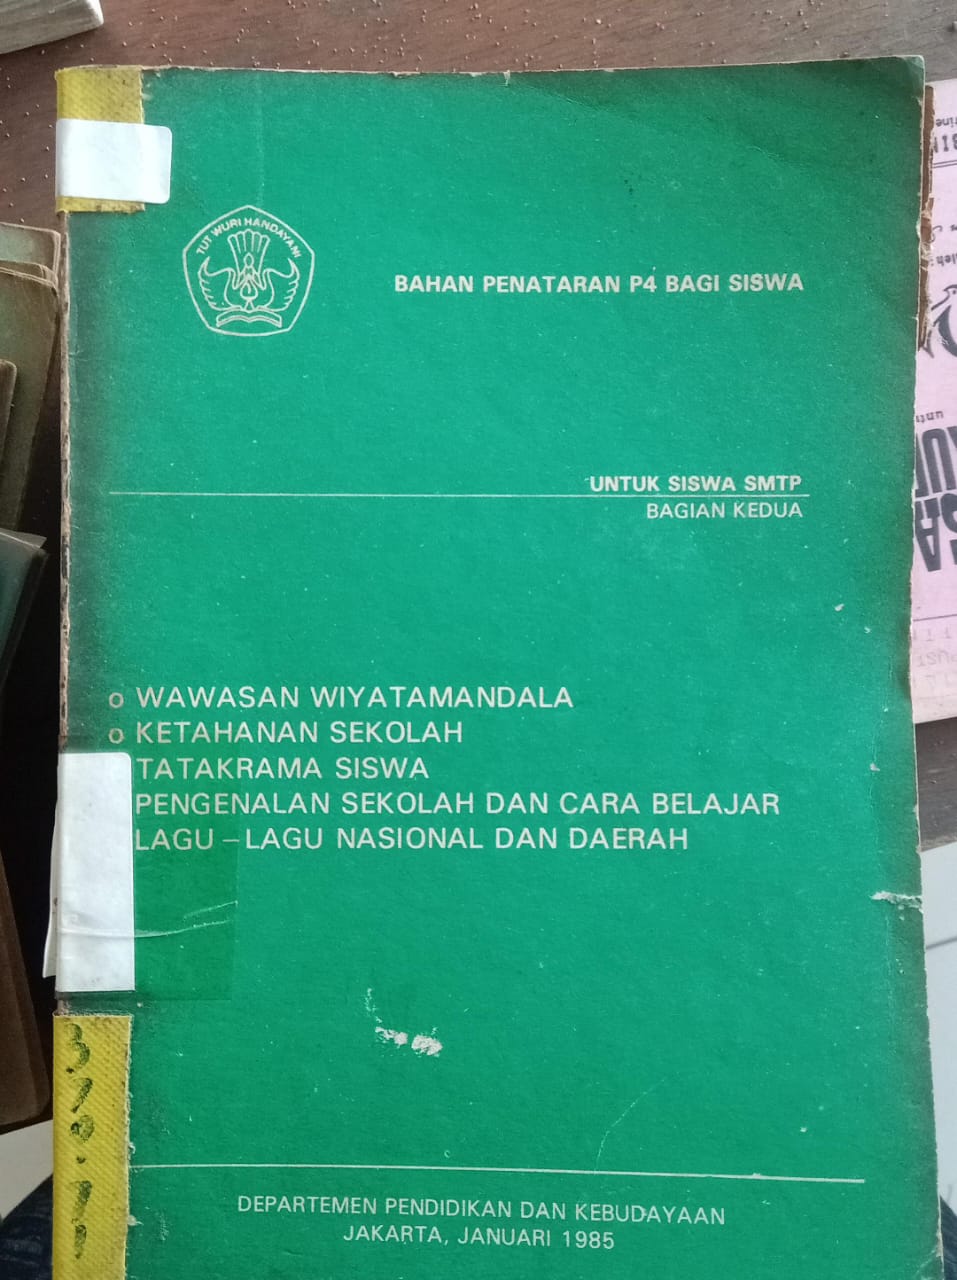 TUT WURI HANDAYANI
BAHAN PENATARAN P4 BAGI SISWA
UNTUK SISWA SMTP
BAGIAN KEDUA
o WAWASAN WIYATAMANDALA
o KETAHANAN SEKOLAH
TATAKRAMA SISWA
PENGENALAN SEKOLAH DAN CARA BELAJAR
LAGU – LAGU NASIONAL DAN DAERAH
DEPARTEMEN PENDIDIKAN DAN KEBUDAYAAN
JAKARTA, JANUARI 1985